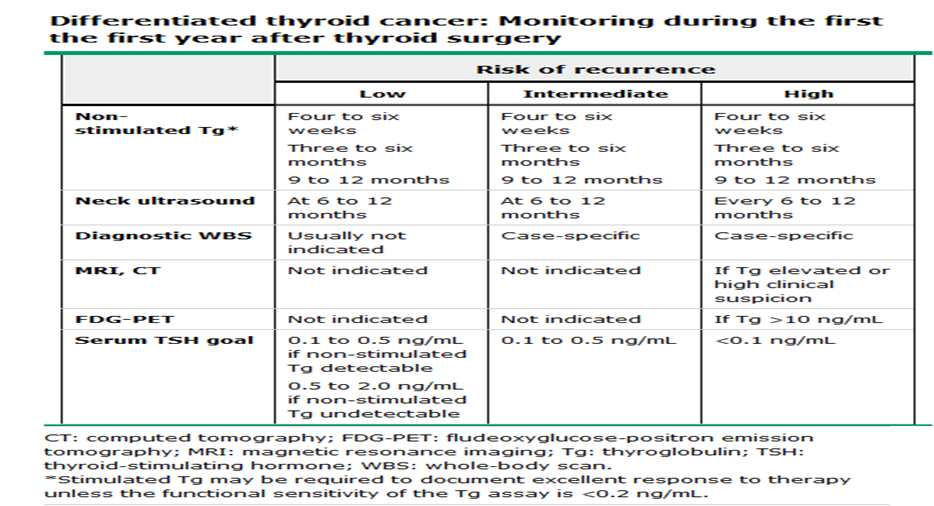 Differentiated thyroid cancer: Monitoring during the first
the first year after thyroid surgery
Risk of recurrence
Low Intermediate High
Non-
stimulated Tg*
Four to six
weeks
Three to six
months
9 to 12 months
Four to six
weeks
Three to six
months
9 to 12 months
Four to six
weeks
Three to six
months
9 to 12 months
Neck ultrasound
At 6 to 12
months
At 6 to 12
months
Every 6 to 12
months
Diagnostic WBS
Usually not
indicated
Case-specific
Case-specific
MRI, CT
Not indicated
Not indicated
If Tg elevated or
high clinical
suspicion
FDG-PET
Not indicated
Not indicated
If Tg >10 ng/mL
Serum TSH goal
0.1 to 0.5 ng/mL
if non-stimulated
Tg detectable
0.5 to 2.0 ng/mL
if non-stimulated
Tg undetectable
0.1 to 0.5 ng/mL
<0.1 ng/mL
CT: computed tomography; FDG-PET: fludeoxyglucose-positron emission
tomography; MRI: magnetic resonance imaging; Tg: thyroglobulin; TSH:
thyroid-stimulating hormone; WBS: whole-body scan.
*Stimulated Tg may be required to document excellent response to therapy
unless the functional sensitivity of the Tg assay is <0.2 ng/mL.